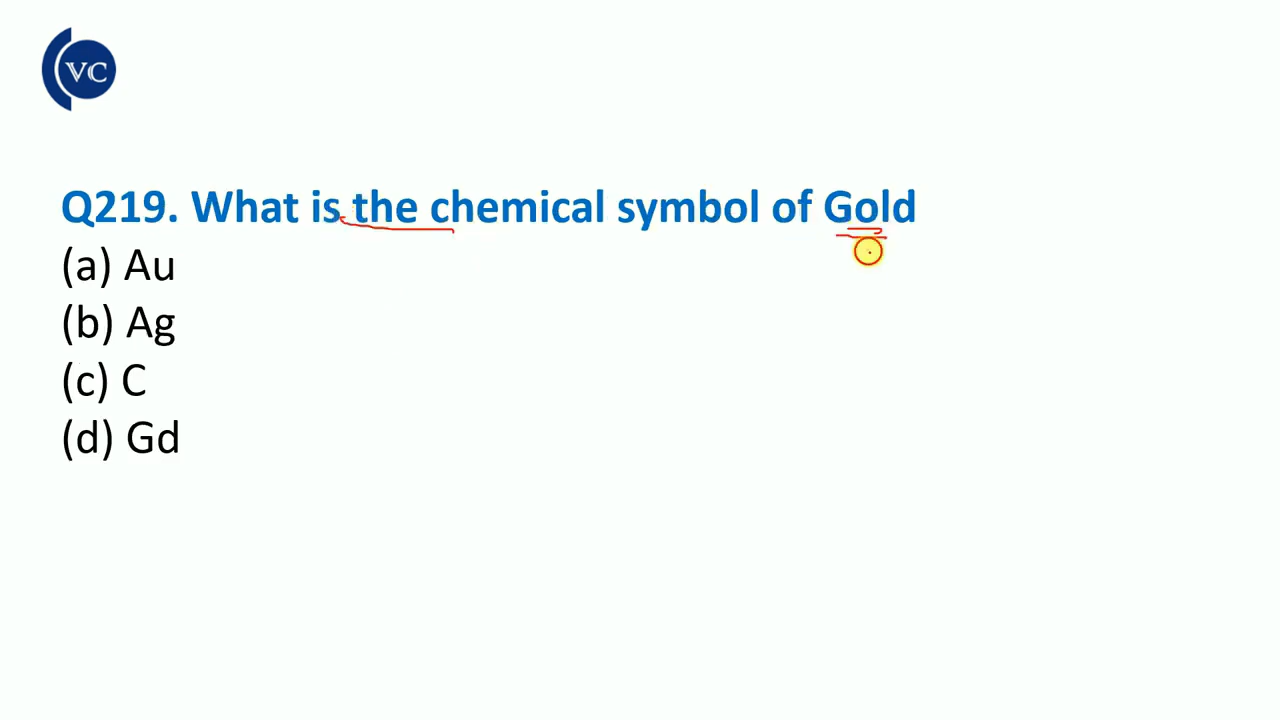 VC
Q219. What is the chemical symbol of Gold
(a) Au
(b) Ag
(c) C
(d) Gd